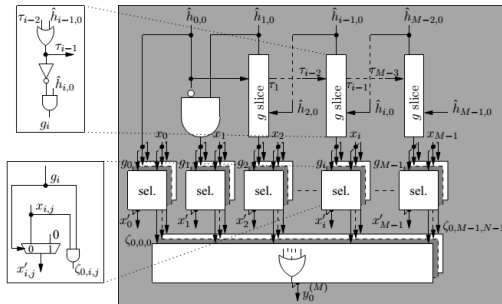 τ_{i−2} ĥ_{i−1,0}
τ_{i−1}
ĥ_{i,0}
g_i
ĥ_{0,0} ĥ_{1,0} ĥ_{i−1,0} ĥ_{M−2,0}
τ_1 τ_{i−2} τ_{i−1} τ_{M−3}
g slice g slice g slice
ĥ_{2,0} ĥ_{i,0} ĥ_{M−1,0}
x_0 x_1 x_2 x_i x_{M−1}
g_0 g_1 g_2 g_i g_{M−1}
sel. sel. sel. sel. sel.
x'_0 x'_1 x'_2 x'_i x'_{M−1}
ζ_{0,0,0} ζ_{0,M−1,N−1}
y_0^{(M)}
g_i
x_{i,j}
0
0 1
x'_{i,j} ζ_{0,i,j}